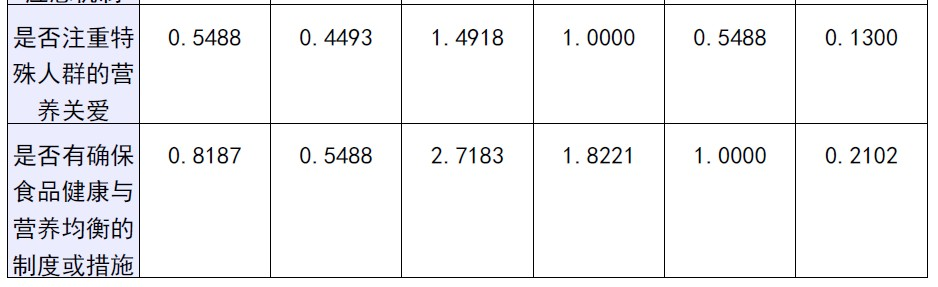 是否注重特 0.5488 0.4493 1.4918 1.0000 0.5488 0.1300
殊人群的营
养关爱
是否有确保 0.8187 0.5488 2.7183 1.8221 1.0000 0.2102
食品健康与
营养均衡的
制度或措施